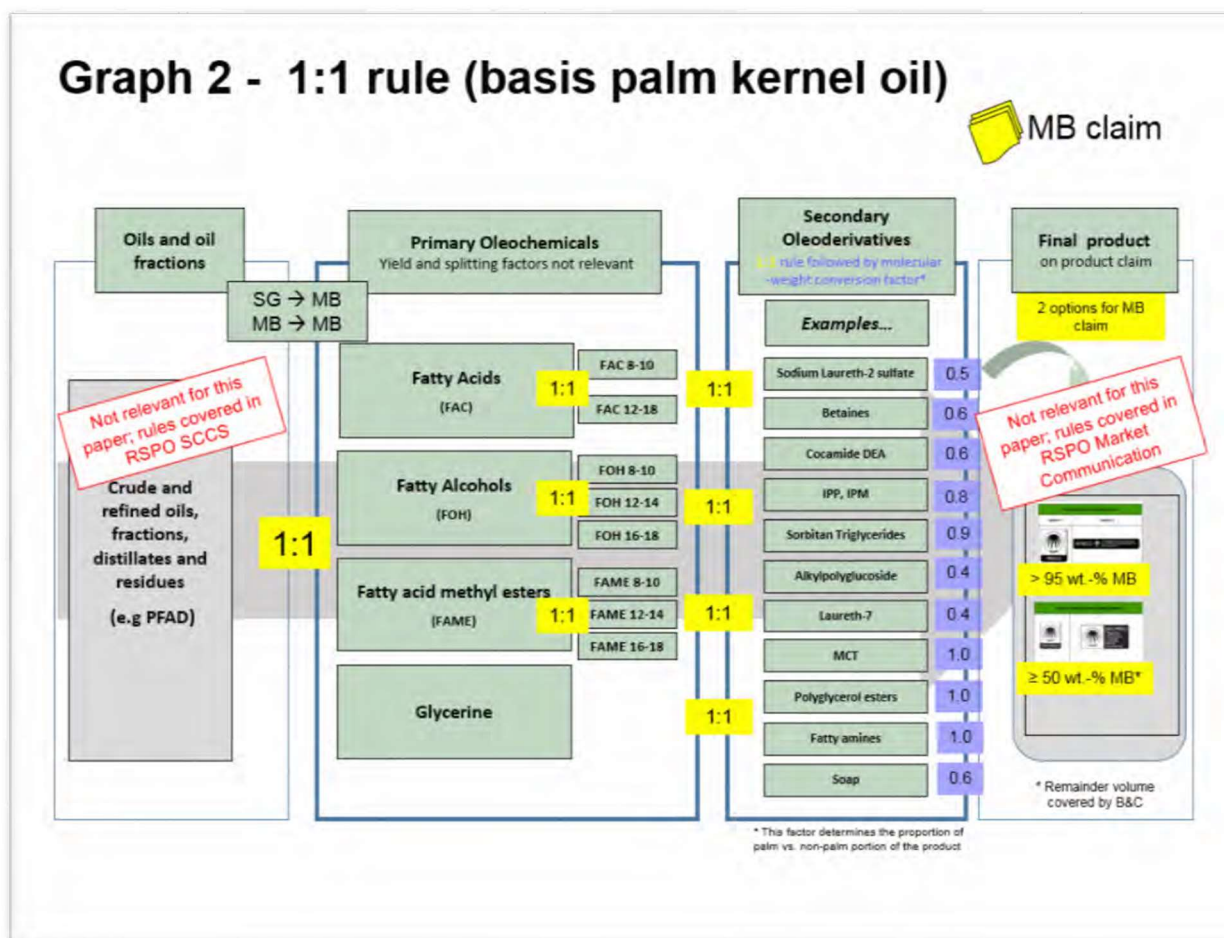 Graph 2 - 1:1 rule (basis palm kernel oil)
MB claim
Oils and oil
fractions
Primary Oleochemicals
Yield and splitting factors not relevant
Secondary
Oleoderivatives
1:1 rule followed by molecular
-weight conversion factor*
Final product
on product claim
SG → MB
MB → MB
2 options for MB
claim
Examples...
Not relevant for this
paper; rules covered in
RSPO SCCS
Crude and
refined oils,
fractions,
distillates and
residues
(e.g PFAD)
1:1
Fatty Acids
(FAC)
1:1
FAC 8-10
FAC 12-18
1:1
Fatty Alcohols
(FOH)
1:1
FOH 8-10
FOH 12-14
FOH 16-18
1:1
Fatty acid methyl esters
(FAME)
1:1
FAME 8-10
FAME 12-14
FAME 16-18
1:1
Glycerine
1:1
Sodium Laureth-2 sulfate 0.5
Betaines 0.6
Cocamide DEA 0.6
IPP, IPM 0.8
Sorbitan Triglycerides 0.9
Alkylpolyglucoside 0.4
Laureth-7 0.4
MCT 1.0
Polyglycerol esters 1.0
Fatty amines 1.0
Soap 0.6
* This factor determines the proportion of
palm vs. non-palm portion of the product
Not relevant for this
paper; rules covered in
RSPO Market
Communication
> 95 wt.-% MB
≥ 50 wt.-% MB*
* Remainder volume
covered by B&C